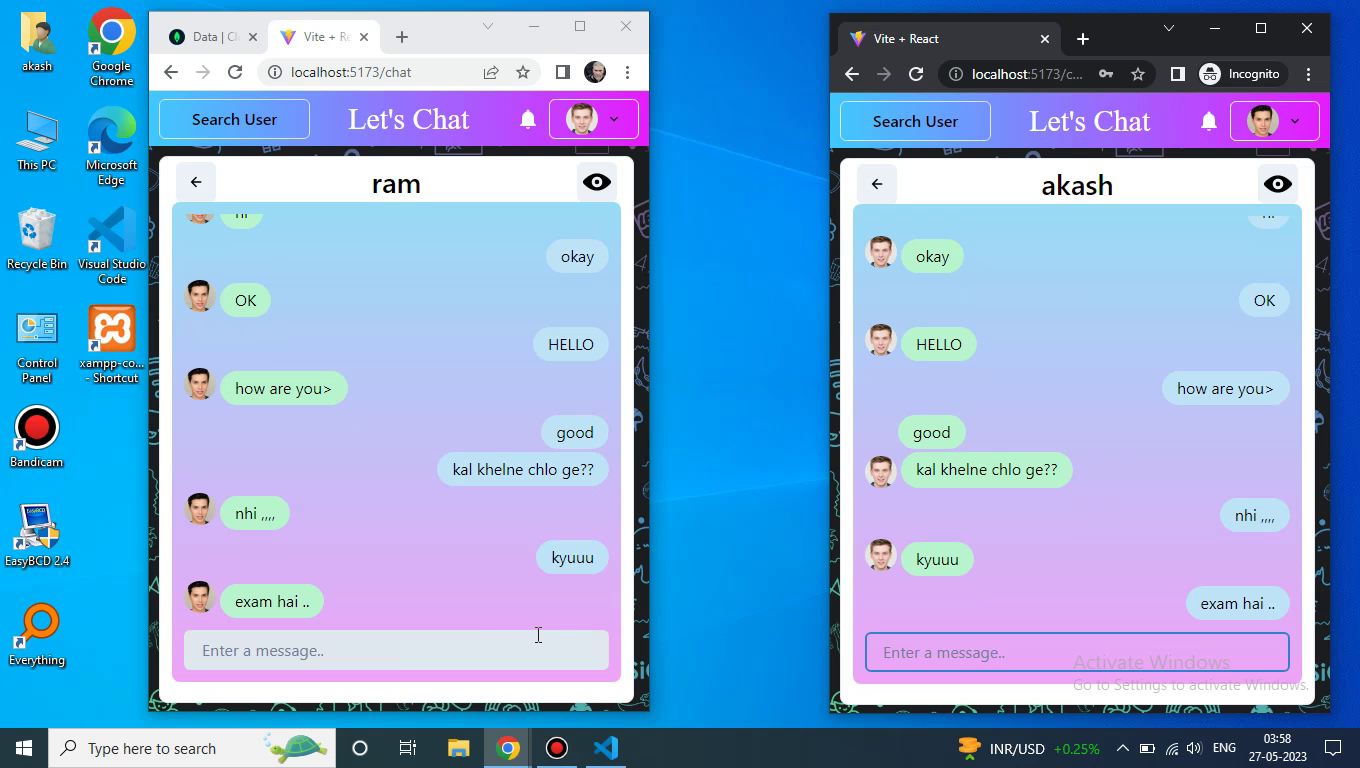 akash
Google
Chrome
This PC
Microsoft
Edge
Recycle Bin
Visual Studio
Code
Control
Panel
xampp-co...
- Shortcut
Bandicam
EasyBCD 2.4
Everything
Data | Cl
Vite + Re
localhost:5173/chat
Search User
Let's Chat
ram
hi
okay
OK
HELLO
how are you>
good
kal khelne chlo ge??
nhi ,,,,
kyuuu
exam hai ..
Enter a message..
Vite + React
localhost:5173/c...
Incognito
Search User
Let's Chat
akash
hi
okay
OK
HELLO
how are you>
good
kal khelne chlo ge??
nhi ,,,,
kyuuu
exam hai ..
Enter a message..
Activate Windows
Go to Settings to activate Windows.
Type here to search
INR/USD +0.25%
ENG
03:58
27-05-2023